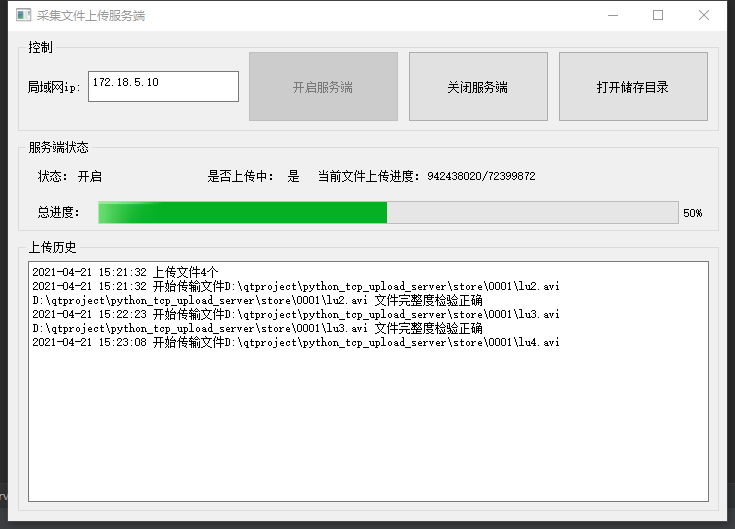 采集文件上传服务端
控制
局域网ip: 172.18.5.10 开启服务端 关闭服务端 打开储存目录
服务端状态
状态: 开启 是否上传中: 是 当前文件上传进度: 942438020/72399872
总进度: 50%
上传历史
2021-04-21 15:21:32 上传文件4个
2021-04-21 15:21:32 开始传输文件D:\qtproject\python_tcp_upload_server\store\0001\lu2.avi
D:\qtproject\python_tcp_upload_server\store\0001\lu2.avi 文件完整度检验正确
2021-04-21 15:22:23 开始传输文件D:\qtproject\python_tcp_upload_server\store\0001\lu3.avi
D:\qtproject\python_tcp_upload_server\store\0001\lu3.avi 文件完整度检验正确
2021-04-21 15:23:08 开始传输文件D:\qtproject\python_tcp_upload_server\store\0001\lu4.avi